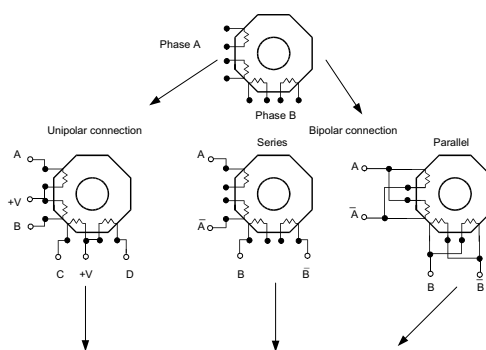 Phase A
Phase B
Unipolar connection
Bipolar connection
Series
Parallel
A
+V
B
C
+V
D
A
A̅
B
B̅
A
A̅
B
B̅